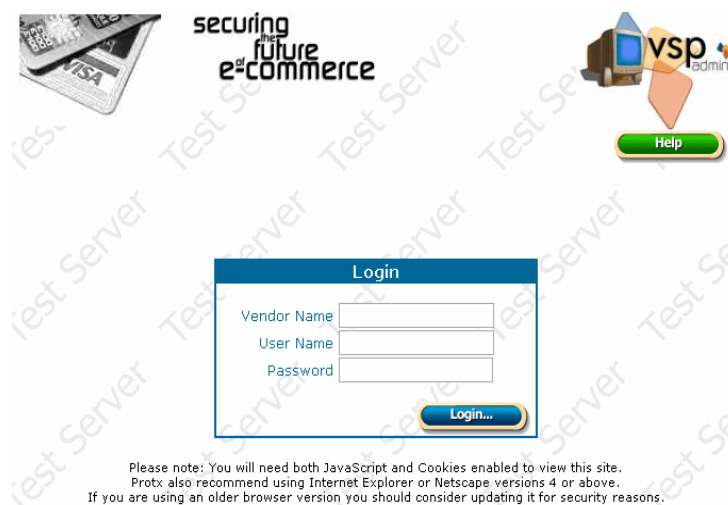 VISA
securing
the
future
of
e-commerce
vsp
admin
Help
Login
Vendor Name
User Name
Password
Login...
Please note: You will need both JavaScript and Cookies enabled to view this site.
Protx also recommend using Internet Explorer or Netscape versions 4 or above.
If you are using an older browser version you should consider updating it for security reasons.
Test Server